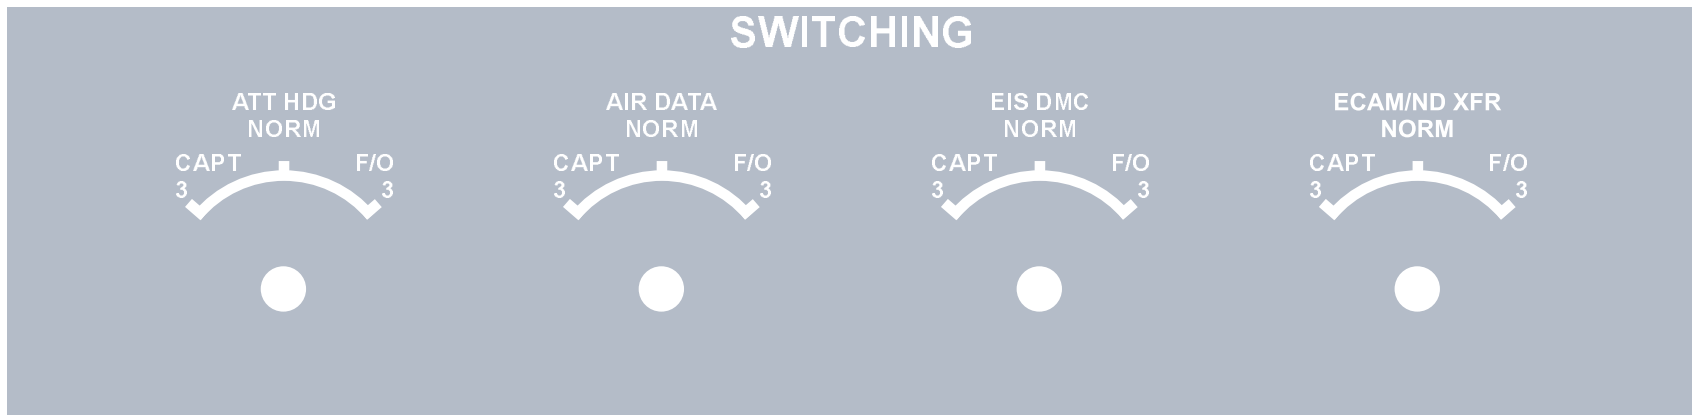 SWITCHING
ATT HDG
NORM
CAPT F/O
3 3
AIR DATA
NORM
CAPT F/O
3 3
EIS DMC
NORM
CAPT F/O
3 3
ECAM/ND XFR
NORM
CAPT F/O
3 3